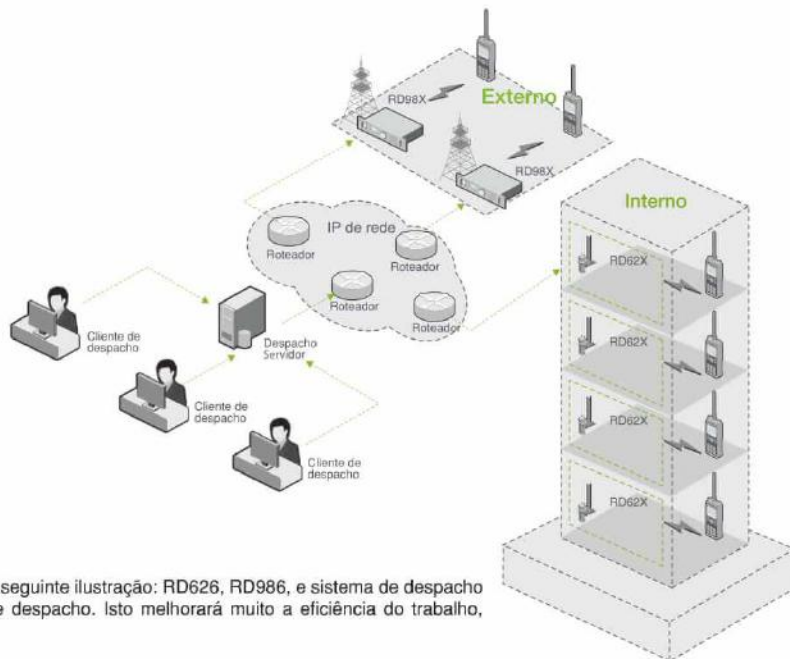 RD98X
Externo
RD98X
Interno
IP de rede
Roteador
Roteador
Roteador
Roteador
RD62X
RD62X
RD62X
RD62X
Cliente de
despacho
Despacho
Servidor
Cliente de
despacho
Cliente de
despacho
seguinte ilustração: RD626, RD986, e sistema de despacho
e despacho. Isto melhorará muito a eficiência do trabalho,